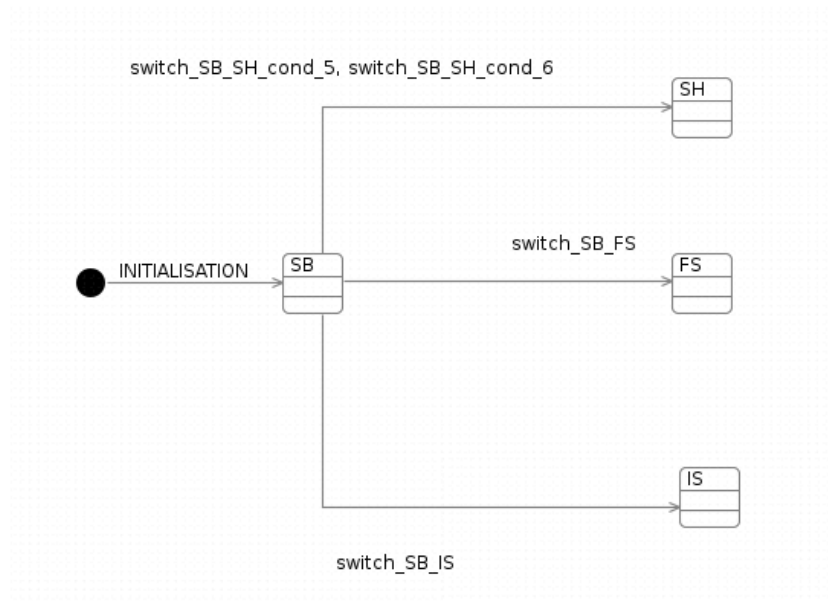 switch_SB_SH_cond_5, switch_SB_SH_cond_6
SH
switch_SB_FS
INITIALISATION
SB
FS
IS
switch_SB_IS